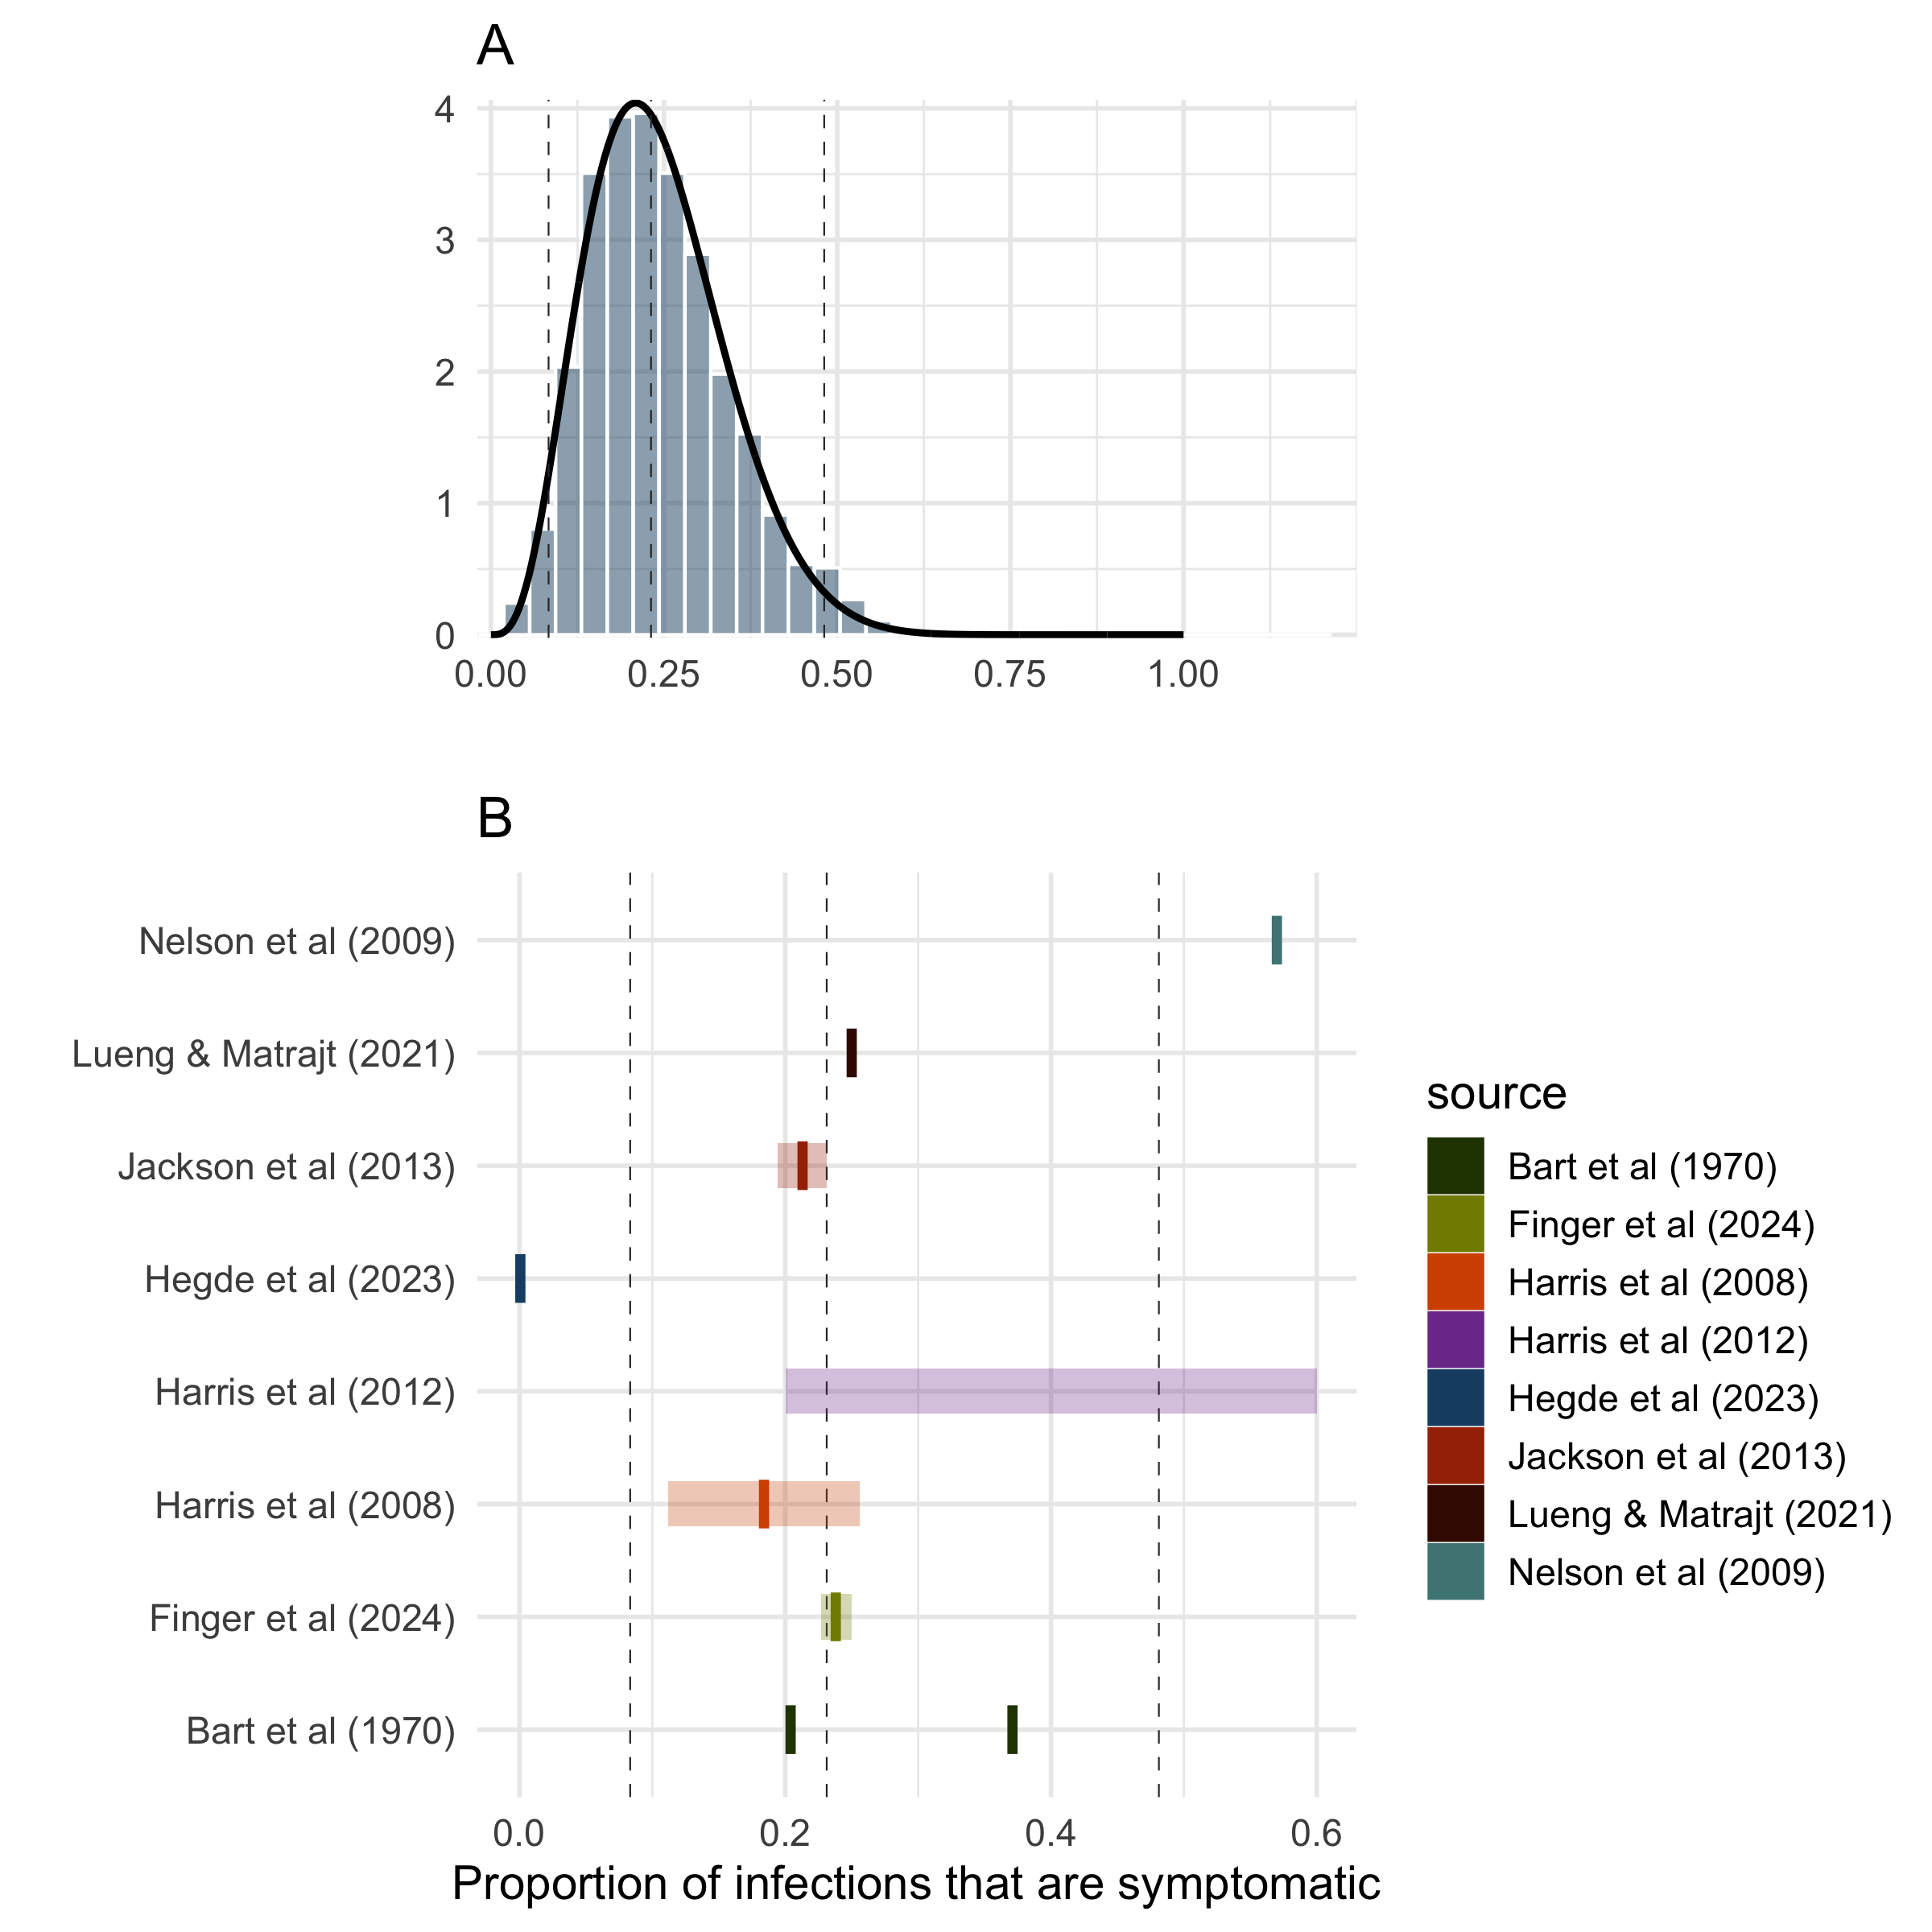 A
4
3
2
1
0
0.00 0.25 0.50 0.75 1.00
B
Nelson et al (2009)
Lueng & Matrajt (2021)
Jackson et al (2013)
Hegde et al (2023)
Harris et al (2012)
Harris et al (2008)
Finger et al (2024)
Bart et al (1970)
0.0 0.2 0.4 0.6
Proportion of infections that are symptomatic
source
Bart et al (1970)
Finger et al (2024)
Harris et al (2008)
Harris et al (2012)
Hegde et al (2023)
Jackson et al (2013)
Lueng & Matrajt (2021)
Nelson et al (2009)